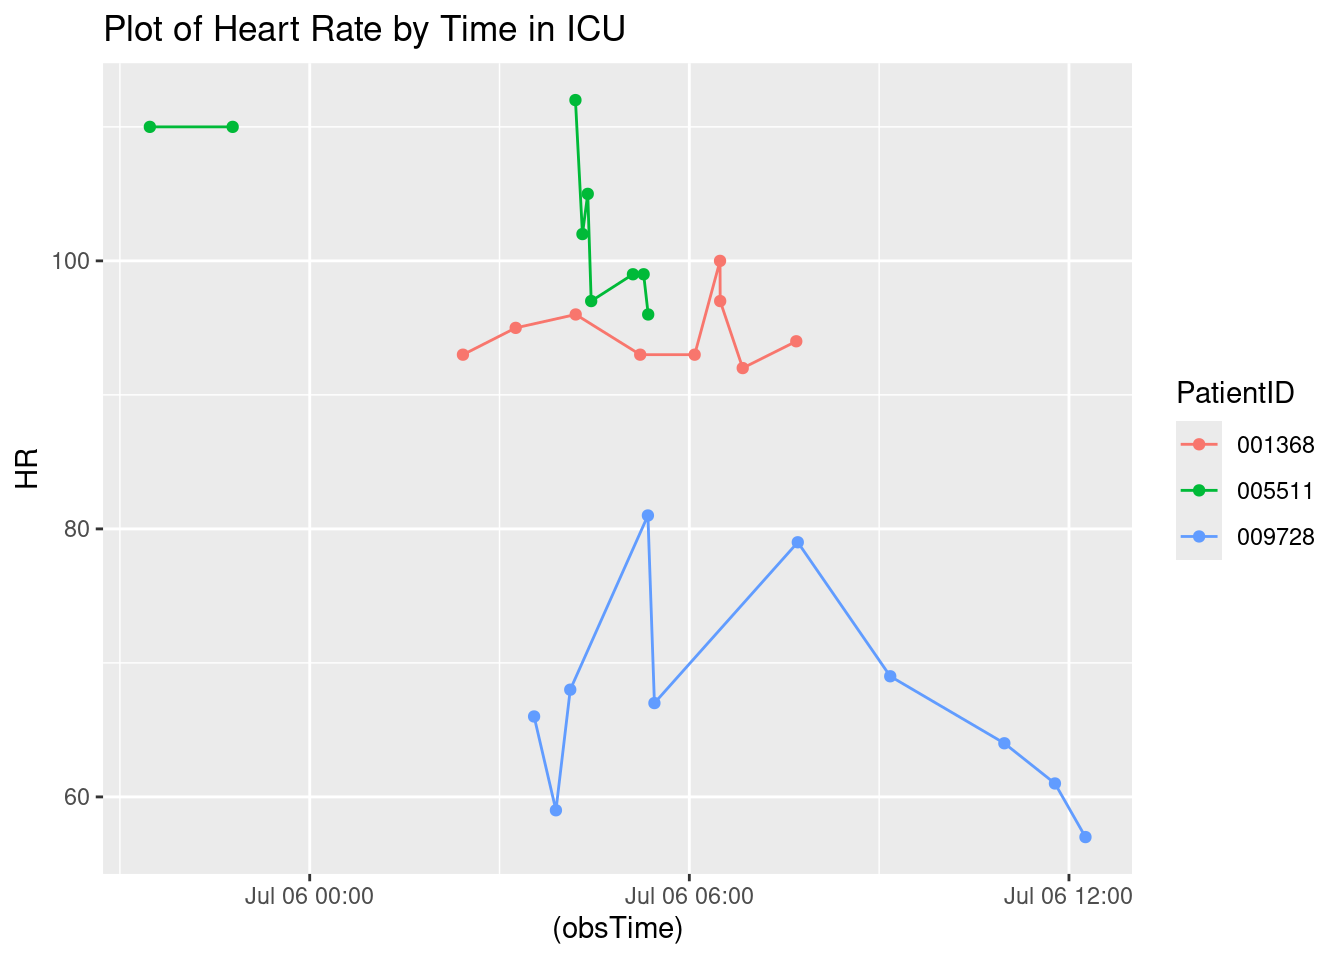 Plot of Heart Rate by Time in ICU
100
80
60
HR
Jul 06 00:00
Jul 06 06:00
Jul 06 12:00
(obsTime)
PatientID
001368
005511
009728